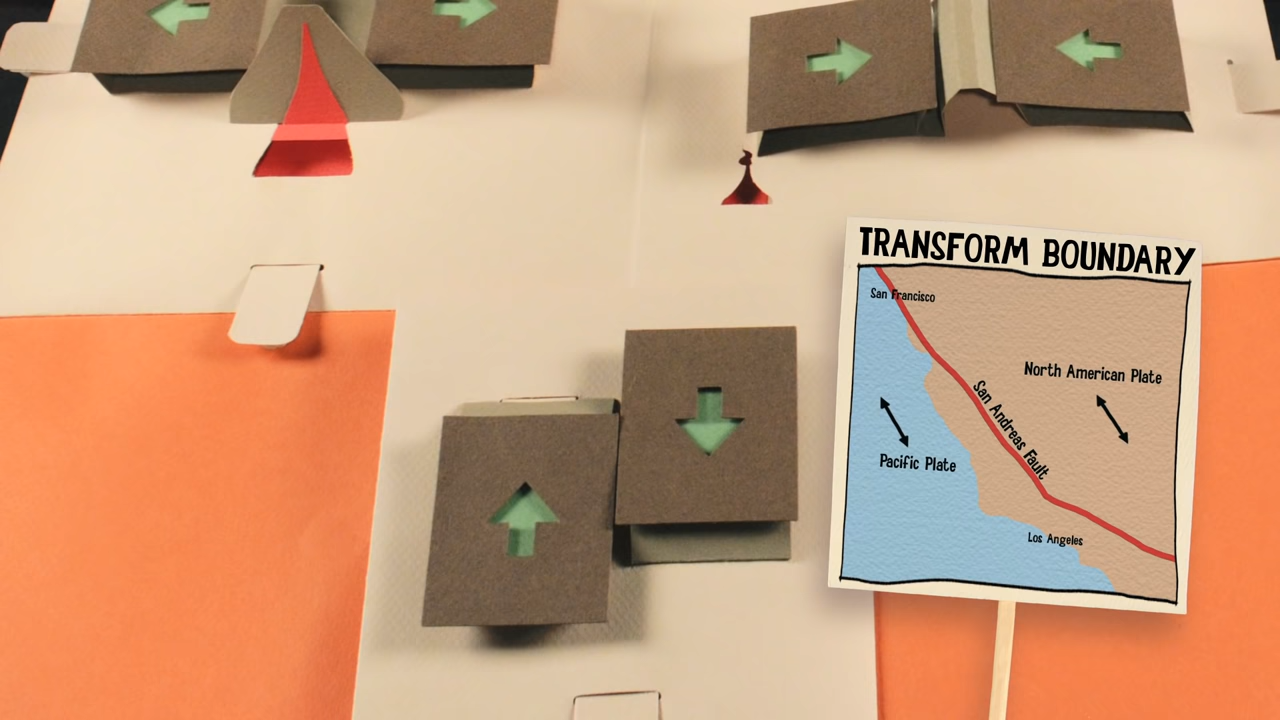 TRANSFORM BOUNDARY
San Francisco
North American Plate
San Andreas Fault
Pacific Plate
Los Angeles